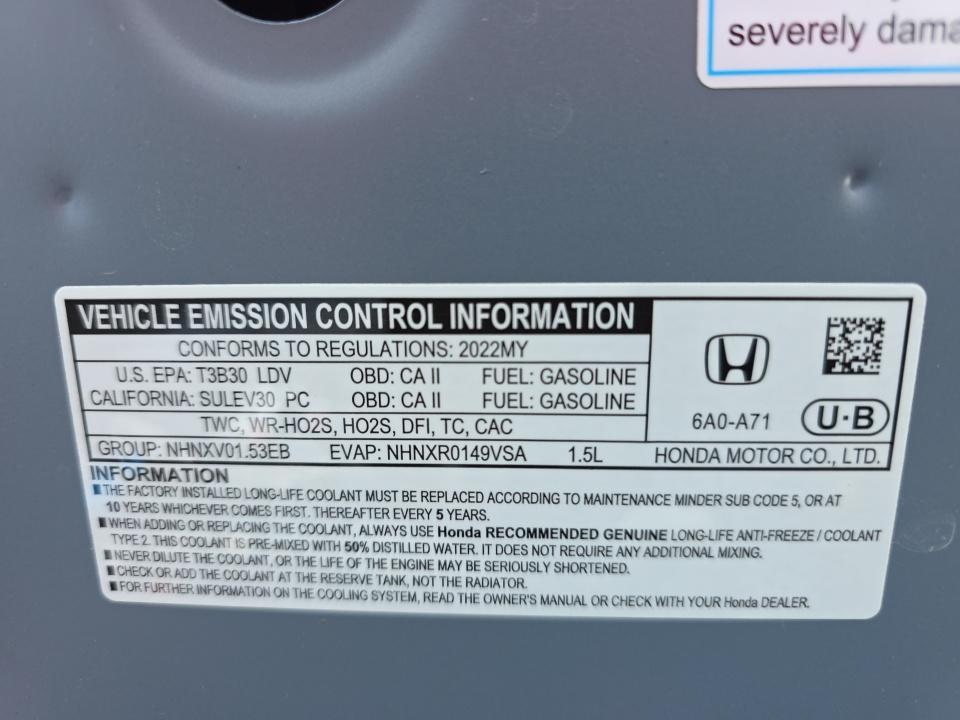 severely dama
VEHICLE EMISSION CONTROL INFORMATION
CONFORMS TO REGULATIONS: 2022MY
U.S. EPA: T3B30 LDV OBD: CA II FUEL: GASOLINE
CALIFORNIA: SULEV30 PC OBD: CA II FUEL: GASOLINE
TWC, WR-HO2S, HO2S, DFI, TC, CAC
6A0-A71 U·B
GROUP: NHNXV01.53EB EVAP: NHNXR0149VSA 1.5L HONDA MOTOR CO., LTD.
INFORMATION
THE FACTORY INSTALLED LONG-LIFE COOLANT MUST BE REPLACED ACCORDING TO MAINTENANCE MINDER SUB CODE 5, OR AT
10 YEARS WHICHEVER COMES FIRST. THEREAFTER EVERY 5 YEARS.
WHEN ADDING OR REPLACING THE COOLANT, ALWAYS USE Honda RECOMMENDED GENUINE LONG-LIFE ANTI-FREEZE / COOLANT
TYPE 2. THIS COOLANT IS PRE-MIXED WITH 50% DISTILLED WATER. IT DOES NOT REQUIRE ANY ADDITIONAL MIXING.
NEVER DILUTE THE COOLANT, OR THE LIFE OF THE ENGINE MAY BE SERIOUSLY SHORTENED.
CHECK OR ADD THE COOLANT AT THE RESERVE TANK, NOT THE RADIATOR.
FOR FURTHER INFORMATION ON THE COOLING SYSTEM, READ THE OWNER'S MANUAL OR CHECK WITH YOUR Honda DEALER.